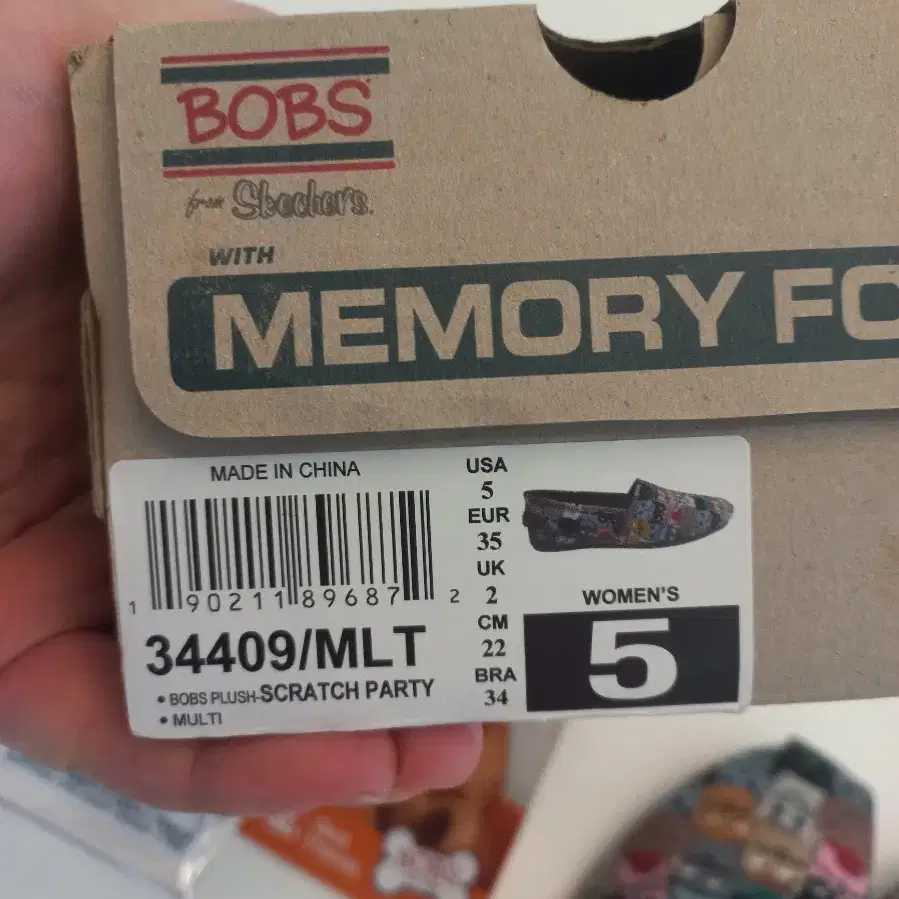 BOBS
from Skechers.
WITH
MEMORY FO
MADE IN CHINA
1 90211 89687 2
34409/MLT
• BOBS PLUSH-SCRATCH PARTY
• MULTI
USA
5
EUR
35
UK
2
CM
22
BRA
34
WOMEN'S
5